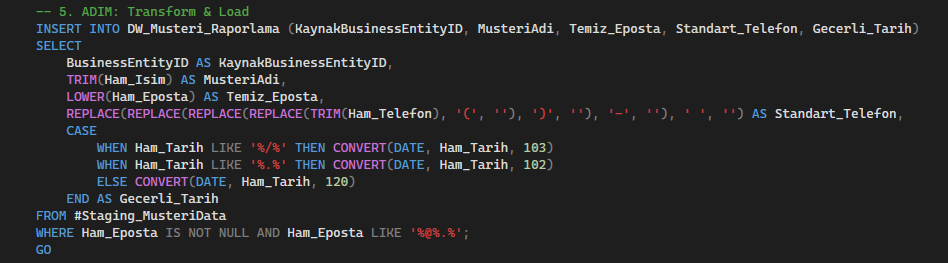 -- 5. ADIM: Transform & Load
INSERT INTO DW_Musteri_Raporlama (KaynakBusinessEntityID, MusteriAdi, Temiz_Eposta, Standart_Telefon, Gecerli_Tarih)
SELECT
    BusinessEntityID AS KaynakBusinessEntityID,
    TRIM(Ham_Isim) AS MusteriAdi,
    LOWER(Ham_Eposta) AS Temiz_Eposta,
    REPLACE(REPLACE(REPLACE(REPLACE(TRIM(Ham_Telefon), '(', ''), ')', ''), '-', ''), ' ', '') AS Standart_Telefon,
    CASE
        WHEN Ham_Tarih LIKE '%/%' THEN CONVERT(DATE, Ham_Tarih, 103)
        WHEN Ham_Tarih LIKE '%.%' THEN CONVERT(DATE, Ham_Tarih, 102)
        ELSE CONVERT(DATE, Ham_Tarih, 120)
    END AS Gecerli_Tarih
FROM #Staging_MusteriData
WHERE Ham_Eposta IS NOT NULL AND Ham_Eposta LIKE '%@%.%';
GO